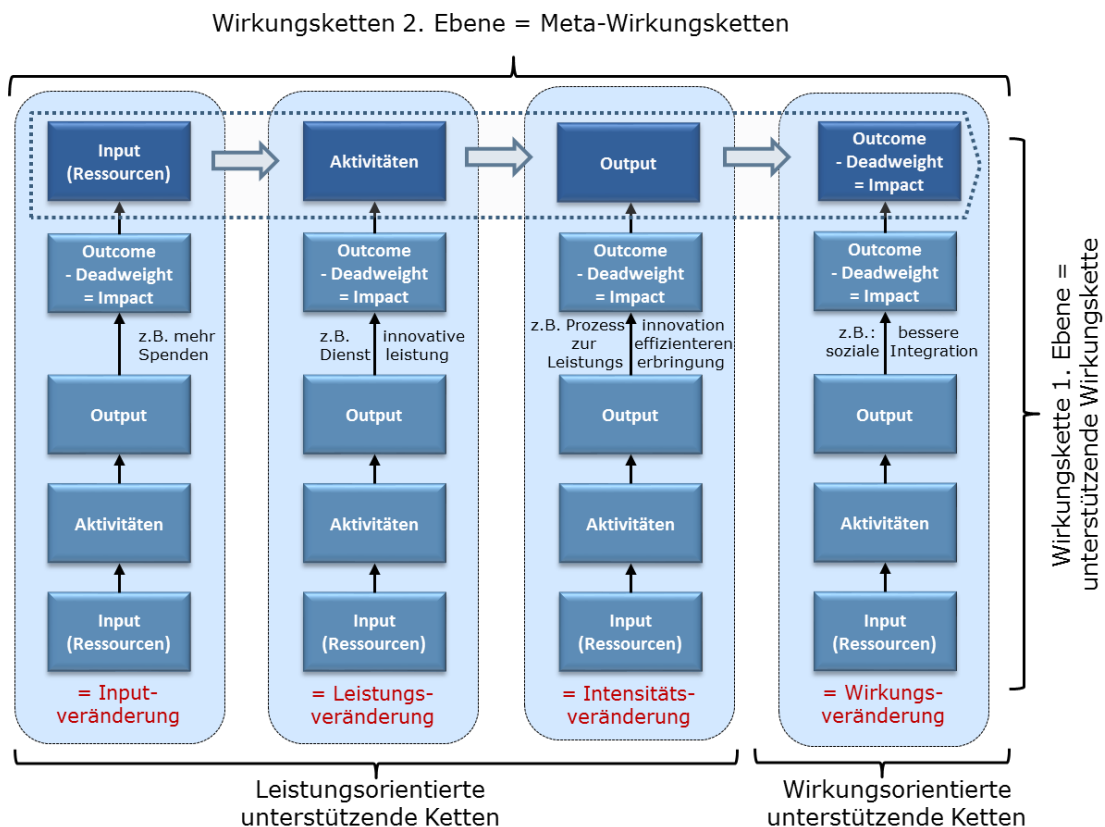 Wirkungsketten 2. Ebene = Meta-Wirkungsketten
Input
(Ressourcen)
Aktivitäten
Output
Outcome
- Deadweight
= Impact
Outcome
- Deadweight
= Impact
Outcome
- Deadweight
= Impact
Outcome
- Deadweight
= Impact
Outcome
- Deadweight
= Impact
z.B. mehr
Spenden
z.B. innovative
Dienst leistung
z.B. Prozess innovation
zur effizienteren
Leistungs erbringung
z.B.: bessere
soziale Integration
Output
Output
Output
Output
Aktivitäten
Aktivitäten
Aktivitäten
Aktivitäten
Input
(Ressourcen)
Input
(Ressourcen)
Input
(Ressourcen)
Input
(Ressourcen)
= Input-
veränderung
= Leistungs-
veränderung
= Intensitäts-
veränderung
= Wirkungs-
veränderung
Wirkungskette 1. Ebene =
unterstützende Wirkungskette
Leistungsorientierte
unterstützende Ketten
Wirkungsorientierte
unterstützende Ketten